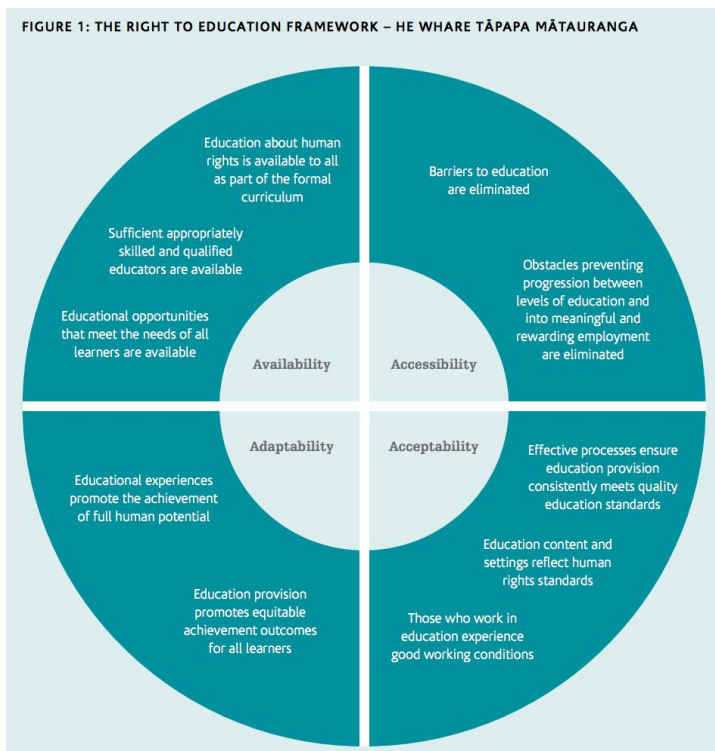 FIGURE 1: THE RIGHT TO EDUCATION FRAMEWORK – HE WHARE TĀPAPA MĀTAURANGA
Education about human
rights is available to all
as part of the formal
curriculum
Sufficient appropriately
skilled and qualified
educators are available
Educational opportunities
that meet the needs of all
learners are available
Availability
Barriers to education
are eliminated
Obstacles preventing
progression between
levels of education and
into meaningful and
rewarding employment
are eliminated
Accessibility
Adaptability
Educational experiences
promote the achievement
of full human potential
Education provision
promotes equitable
achievement outcomes
for all learners
Acceptability
Effective processes ensure
education provision
consistently meets quality
education standards
Education content and
settings reflect human
rights standards
Those who work in
education experience
good working conditions